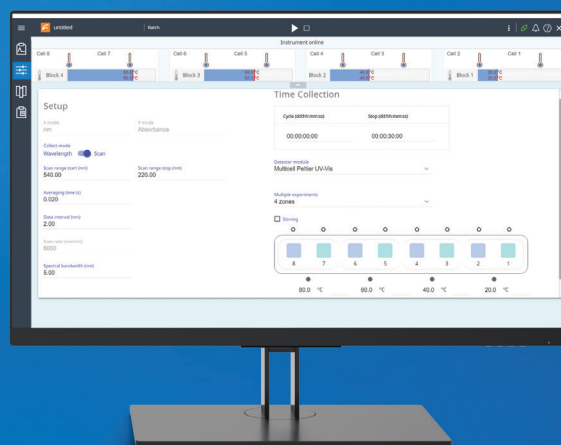 untitled
Batch
Instrument online
Cell 8 Cell 7 Cell 6 Cell 5 Cell 4 Cell 3 Cell 2 Cell 1
Block 4 Block 3 Block 2 Block 1
Setup
X mode Y mode
nm Absorbance
Collect mode
Wavelength Scan
Scan range start (nm) Scan range stop (nm)
540.00 220.00
Averaging time (s)
0.020
Data interval (nm)
2.00
Scan rate (nm/min)
6000
Spectral bandwidth (nm)
5.00
Time Collection
Cycle (dd:hh:mm:ss) Stop (dd:hh:mm:ss)
00:00:00:00 00:00:30:00
Detector module
Multicell Peltier UV-Vis
Multiple experiments
4 zones
Stirring
8 7 6 5 4 3 2 1
80.0 °C 60.0 °C 40.0 °C 20.0 °C